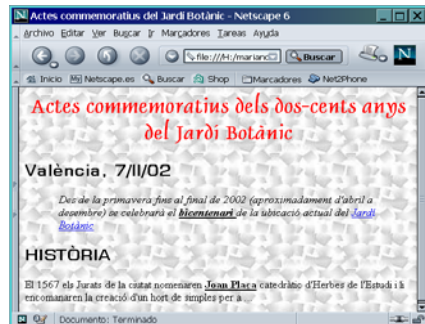 Actes commemoratius del Jardí Botànic - Netscape 6
Archivo Editar Ver Buscar Ir Marcadores Tareas Ayuda
file:///H:/mariano Buscar N
Inicio My Netscape.es Buscar Shop Marcadores Net2Phone
Actes commemoratius dels dos-cents anys
del Jardí Botànic
València, 7/II/02
Des de la primavera fins al final de 2002 (aproximadament d'abril a
desembre) se celebrarà el bicentenari de la ubicació actual del Jardí
Botànic
HISTÒRIA
El 1567 els Jurats de la ciutat nomenaren Joan Plaça catedràtic d'Herbes de l'Estudi i li
encomanaren la creació d'un hort de simples per a ...
Documento: Terminado